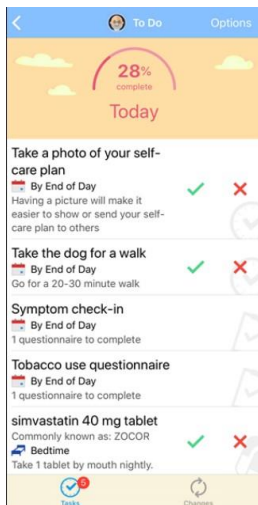 To Do
Options
28%
complete
Today
Take a photo of your self-
care plan
By End of Day
Having a picture will make it
easier to show or send your self-
care plan to others
Take the dog for a walk
By End of Day
Go for a 20-30 minute walk
Symptom check-in
By End of Day
1 questionnaire to complete
Tobacco use questionnaire
By End of Day
1 questionnaire to complete
simvastatin 40 mg tablet
Commonly known as: ZOCOR
Bedtime
Take 1 tablet by mouth nightly.
5
Tasks
Changes